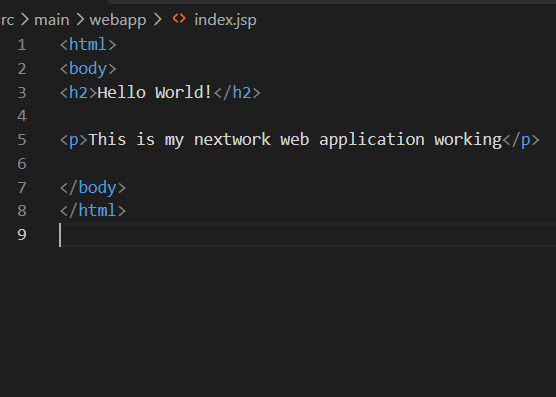 rc > main > webapp > <> index.jsp
1 <html>
2 <body>
3 <h2>Hello World!</h2>
4
5 <p>This is my nextwork web application working</p>
6
7 </body>
8 </html>
9